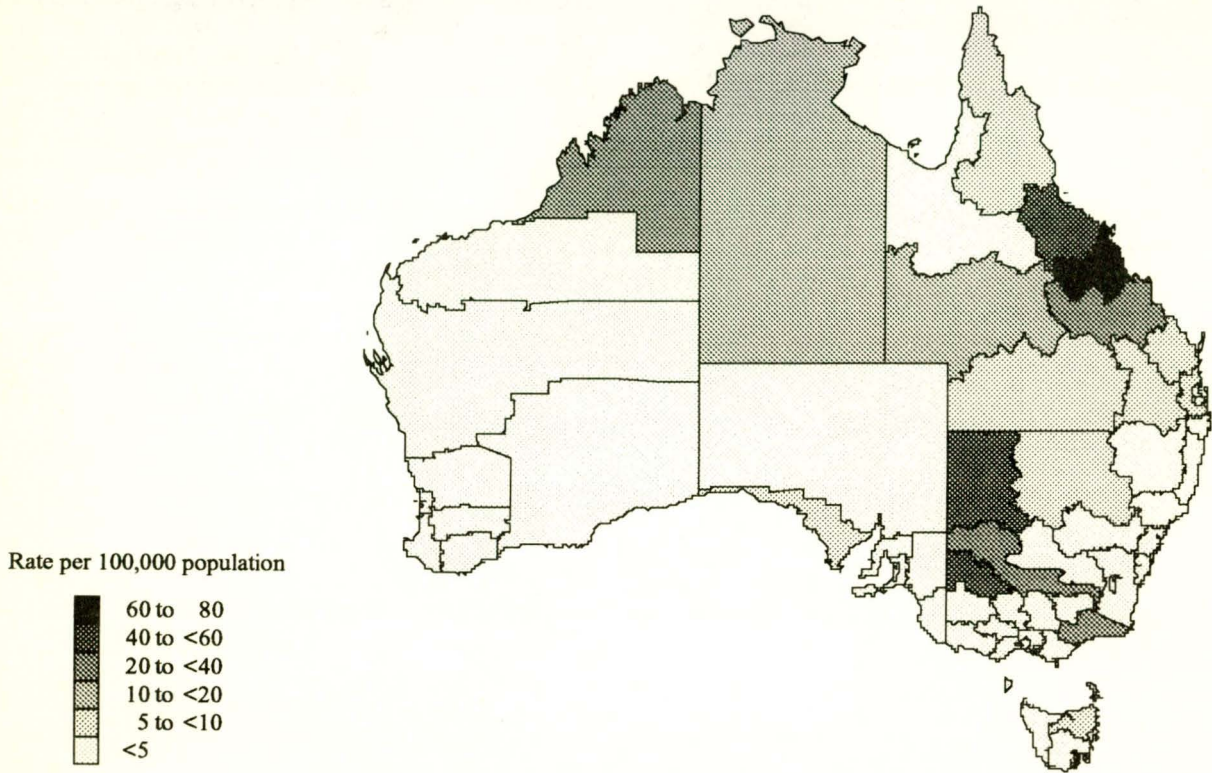 Rate per 100,000 population
60 to 80
40 to <60
20 to <40
10 to <20
5 to <10
<5